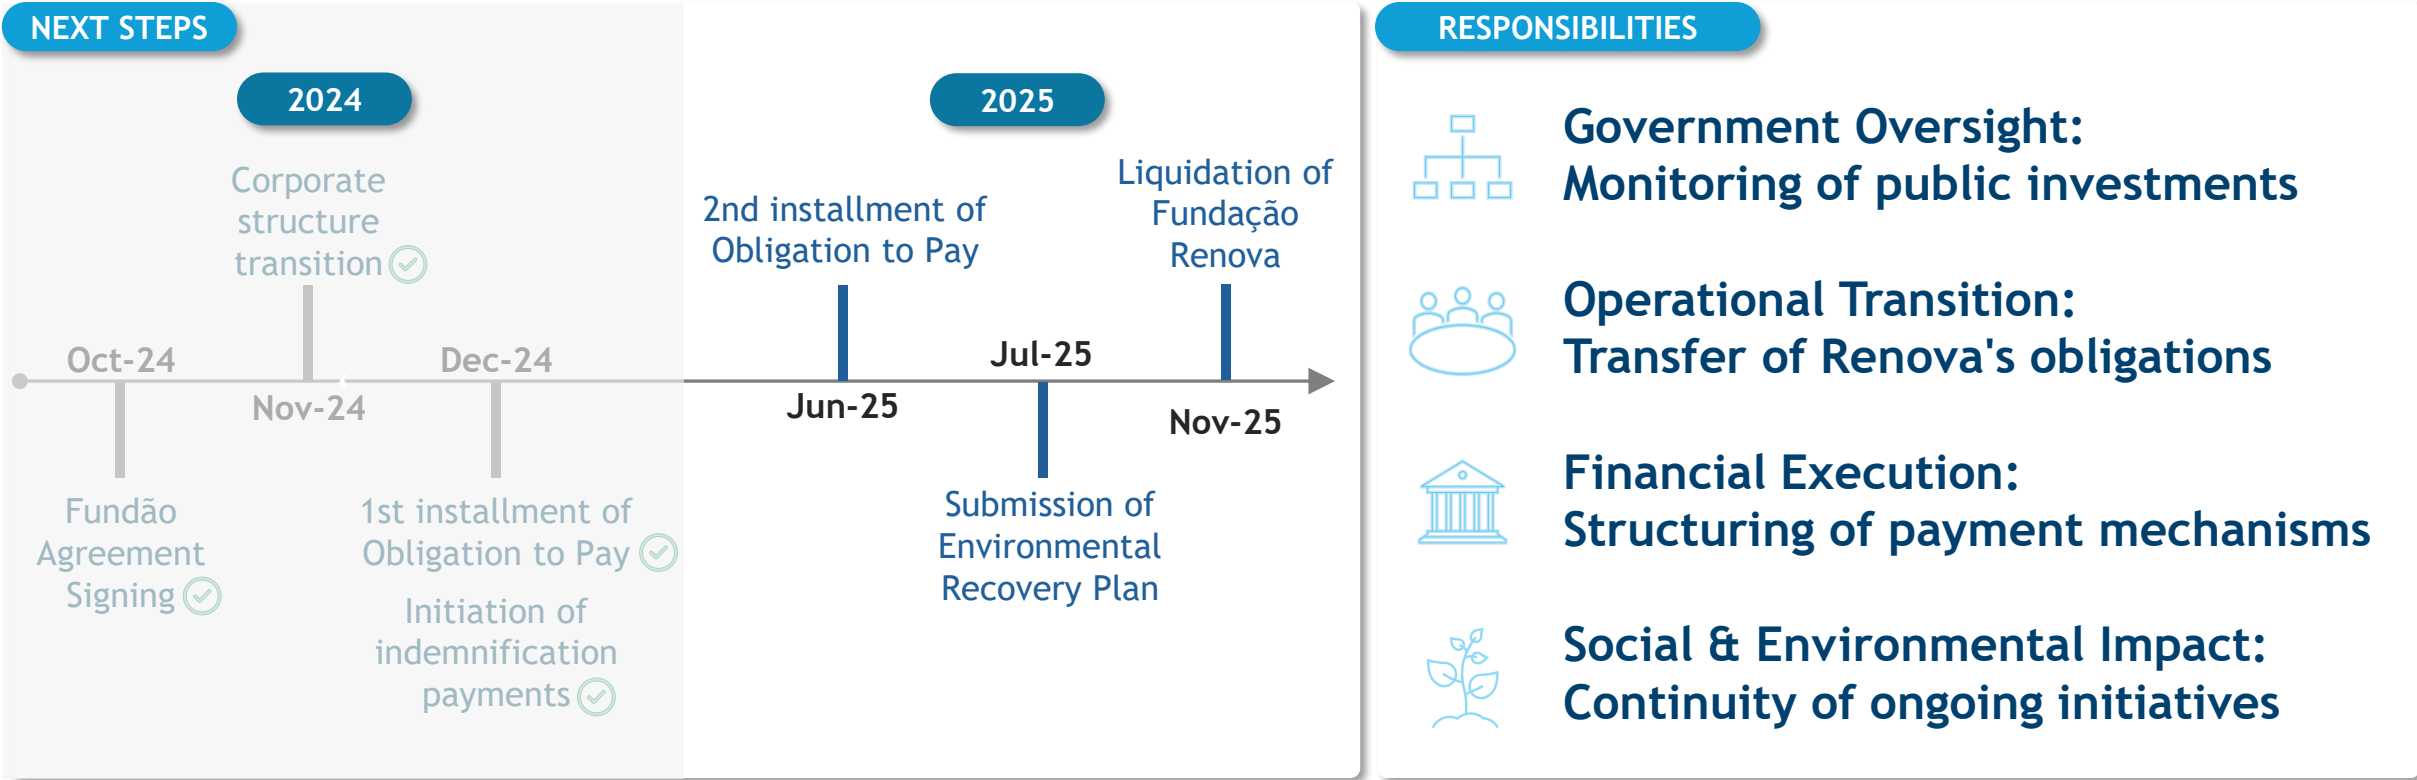 NEXT STEPS
2024
Corporate
structure
transition
Oct-24
Nov-24
Dec-24
Fundão
Agreement
Signing
1st installment of
Obligation to Pay
Initiation of
indemnification
payments
2025
2nd installment of
Obligation to Pay
Liquidation of
Fundação
Renova
Jun-25
Jul-25
Nov-25
Submission of
Environmental
Recovery Plan
RESPONSIBILITIES
Government Oversight:
Monitoring of public investments
Operational Transition:
Transfer of Renova's obligations
Financial Execution:
Structuring of payment mechanisms
Social & Environmental Impact:
Continuity of ongoing initiatives